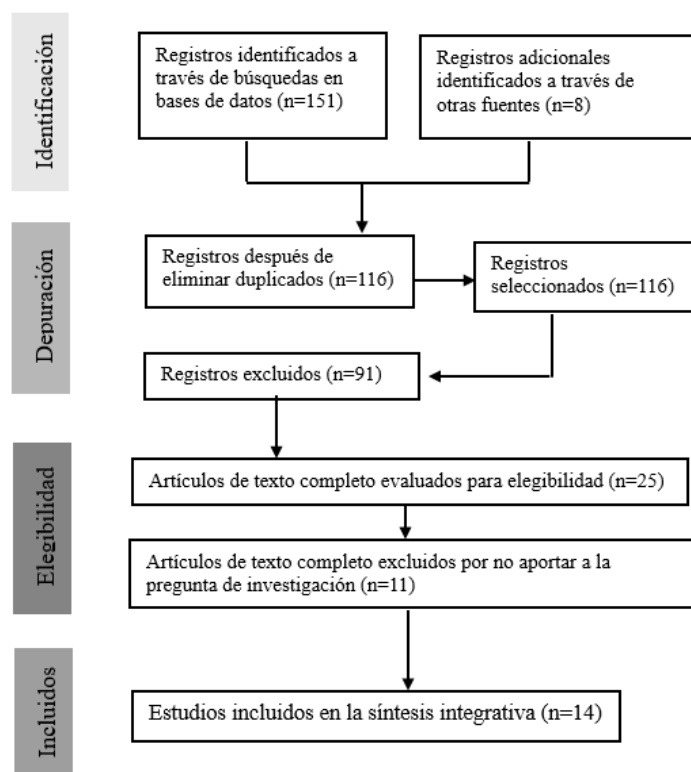 Identificación
Registros identificados a
través de búsquedas en
bases de datos (n=151)
Registros adicionales
identificados a través de
otras fuentes (n=8)
Depuración
Registros después de
eliminar duplicados (n=116)
Registros
seleccionados (n=116)
Registros excluidos (n=91)
Elegibilidad
Artículos de texto completo evaluados para elegibilidad (n=25)
Artículos de texto completo excluidos por no aportar a la
pregunta de investigación (n=11)
Incluidos
Estudios incluidos en la síntesis integrativa (n=14)